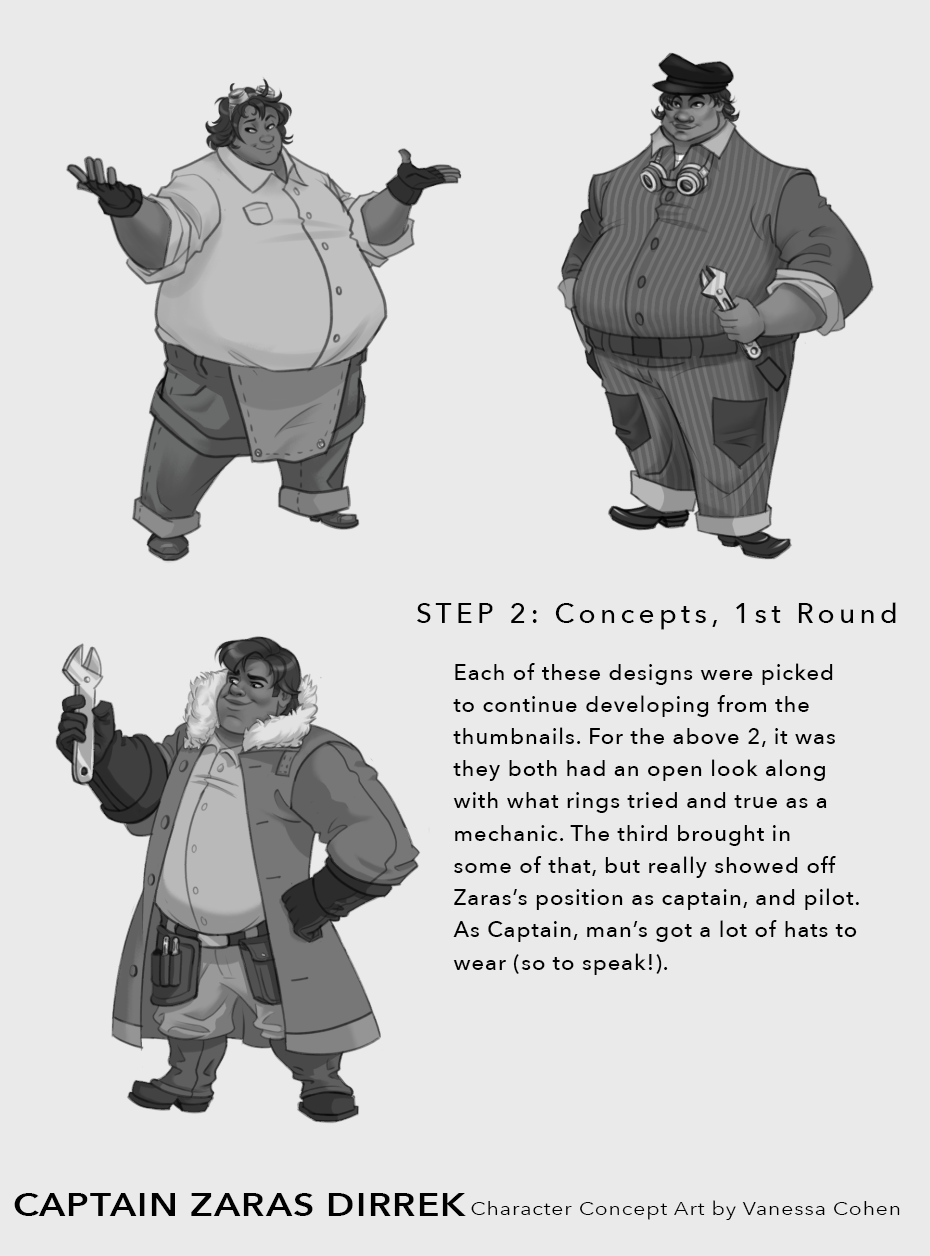 STEP 2: Concepts, 1st Round
Each of these designs were picked
to continue developing from the
thumbnails. For the above 2, it was
they both had an open look along
with what rings tried and true as a
mechanic. The third brought in
some of that, but really showed off
Zaras's position as captain, and pilot.
As Captain, man's got a lot of hats to
wear (so to speak!).
CAPTAIN ZARAS DIRREK Character Concept Art by Vanessa Cohen